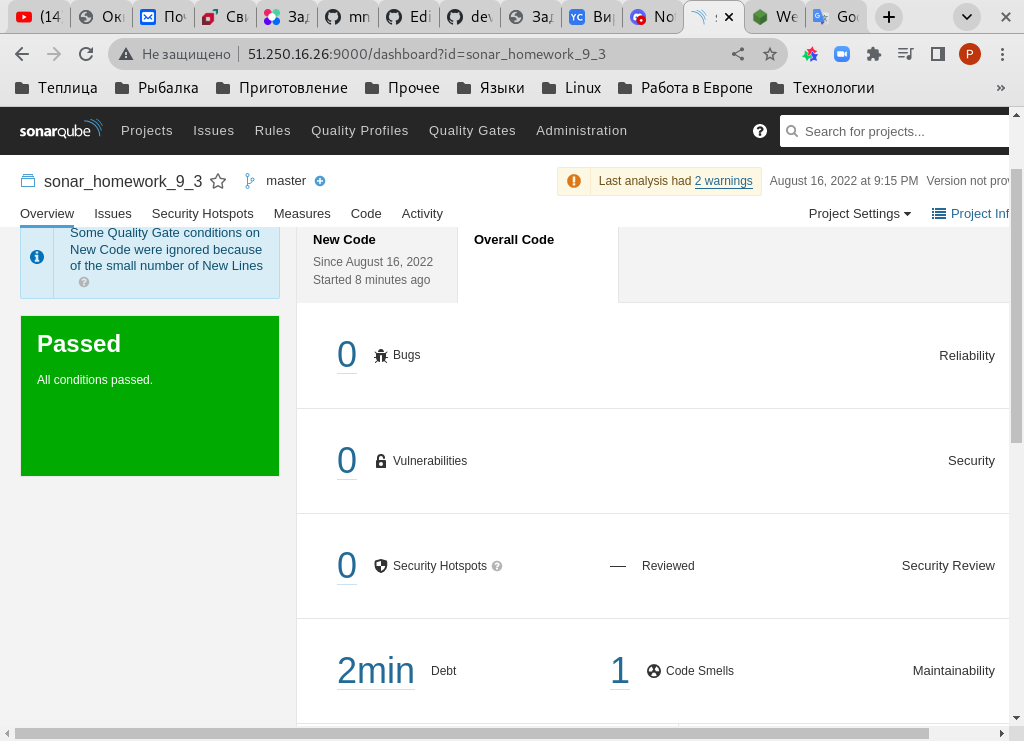 (14 Ок По Сви Зад mn Edi dev Зад YC Вир No s We Goo
Не защищено 51.250.16.26:9000/dashboard?id=sonar_homework_9_3 P
Теплица Рыбалка Приготовление Прочее Языки Linux Работа в Европе Технологии »
sonarqube Projects Issues Rules Quality Profiles Quality Gates Administration Search for projects...
sonar_homework_9_3 master Last analysis had 2 warnings August 16, 2022 at 9:15 PM Version not prov
Overview Issues Security Hotspots Measures Code Activity Project Settings Project Inf
Some Quality Gate conditions on
New Code were ignored because
of the small number of New Lines
Passed
All conditions passed.
New Code
Since August 16, 2022
Started 8 minutes ago
Overall Code
0 Bugs Reliability
0 Vulnerabilities Security
0 Security Hotspots — Reviewed Security Review
2min Debt 1 Code Smells Maintainability